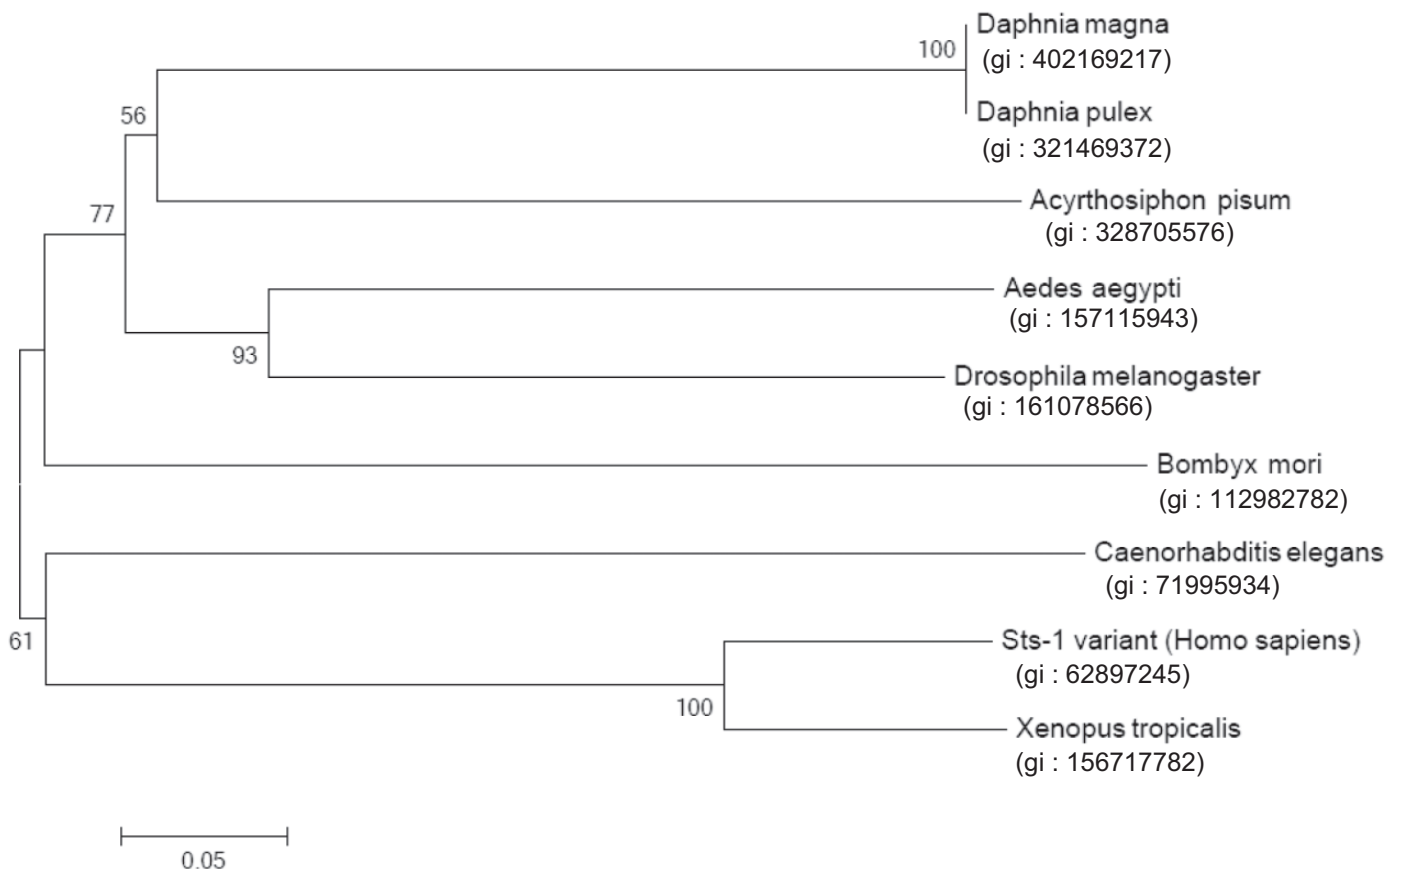 Daphnia magna
100
(gi : 402169217)
56
Daphnia pulex
(gi : 321469372)
Acyrthosiphon pisum
77
(gi : 328705576)
Aedes aegypti
(gi : 157115943)
93
Drosophila melanogaster
(gi : 161078566)
Bombyx mori
(gi : 112982782)
Caenorhabditis elegans
(gi : 71995934)
61
Sts-1 variant (Homo sapiens)
(gi : 62897245)
100
Xenopus tropicalis
(gi : 156717782)
0.05